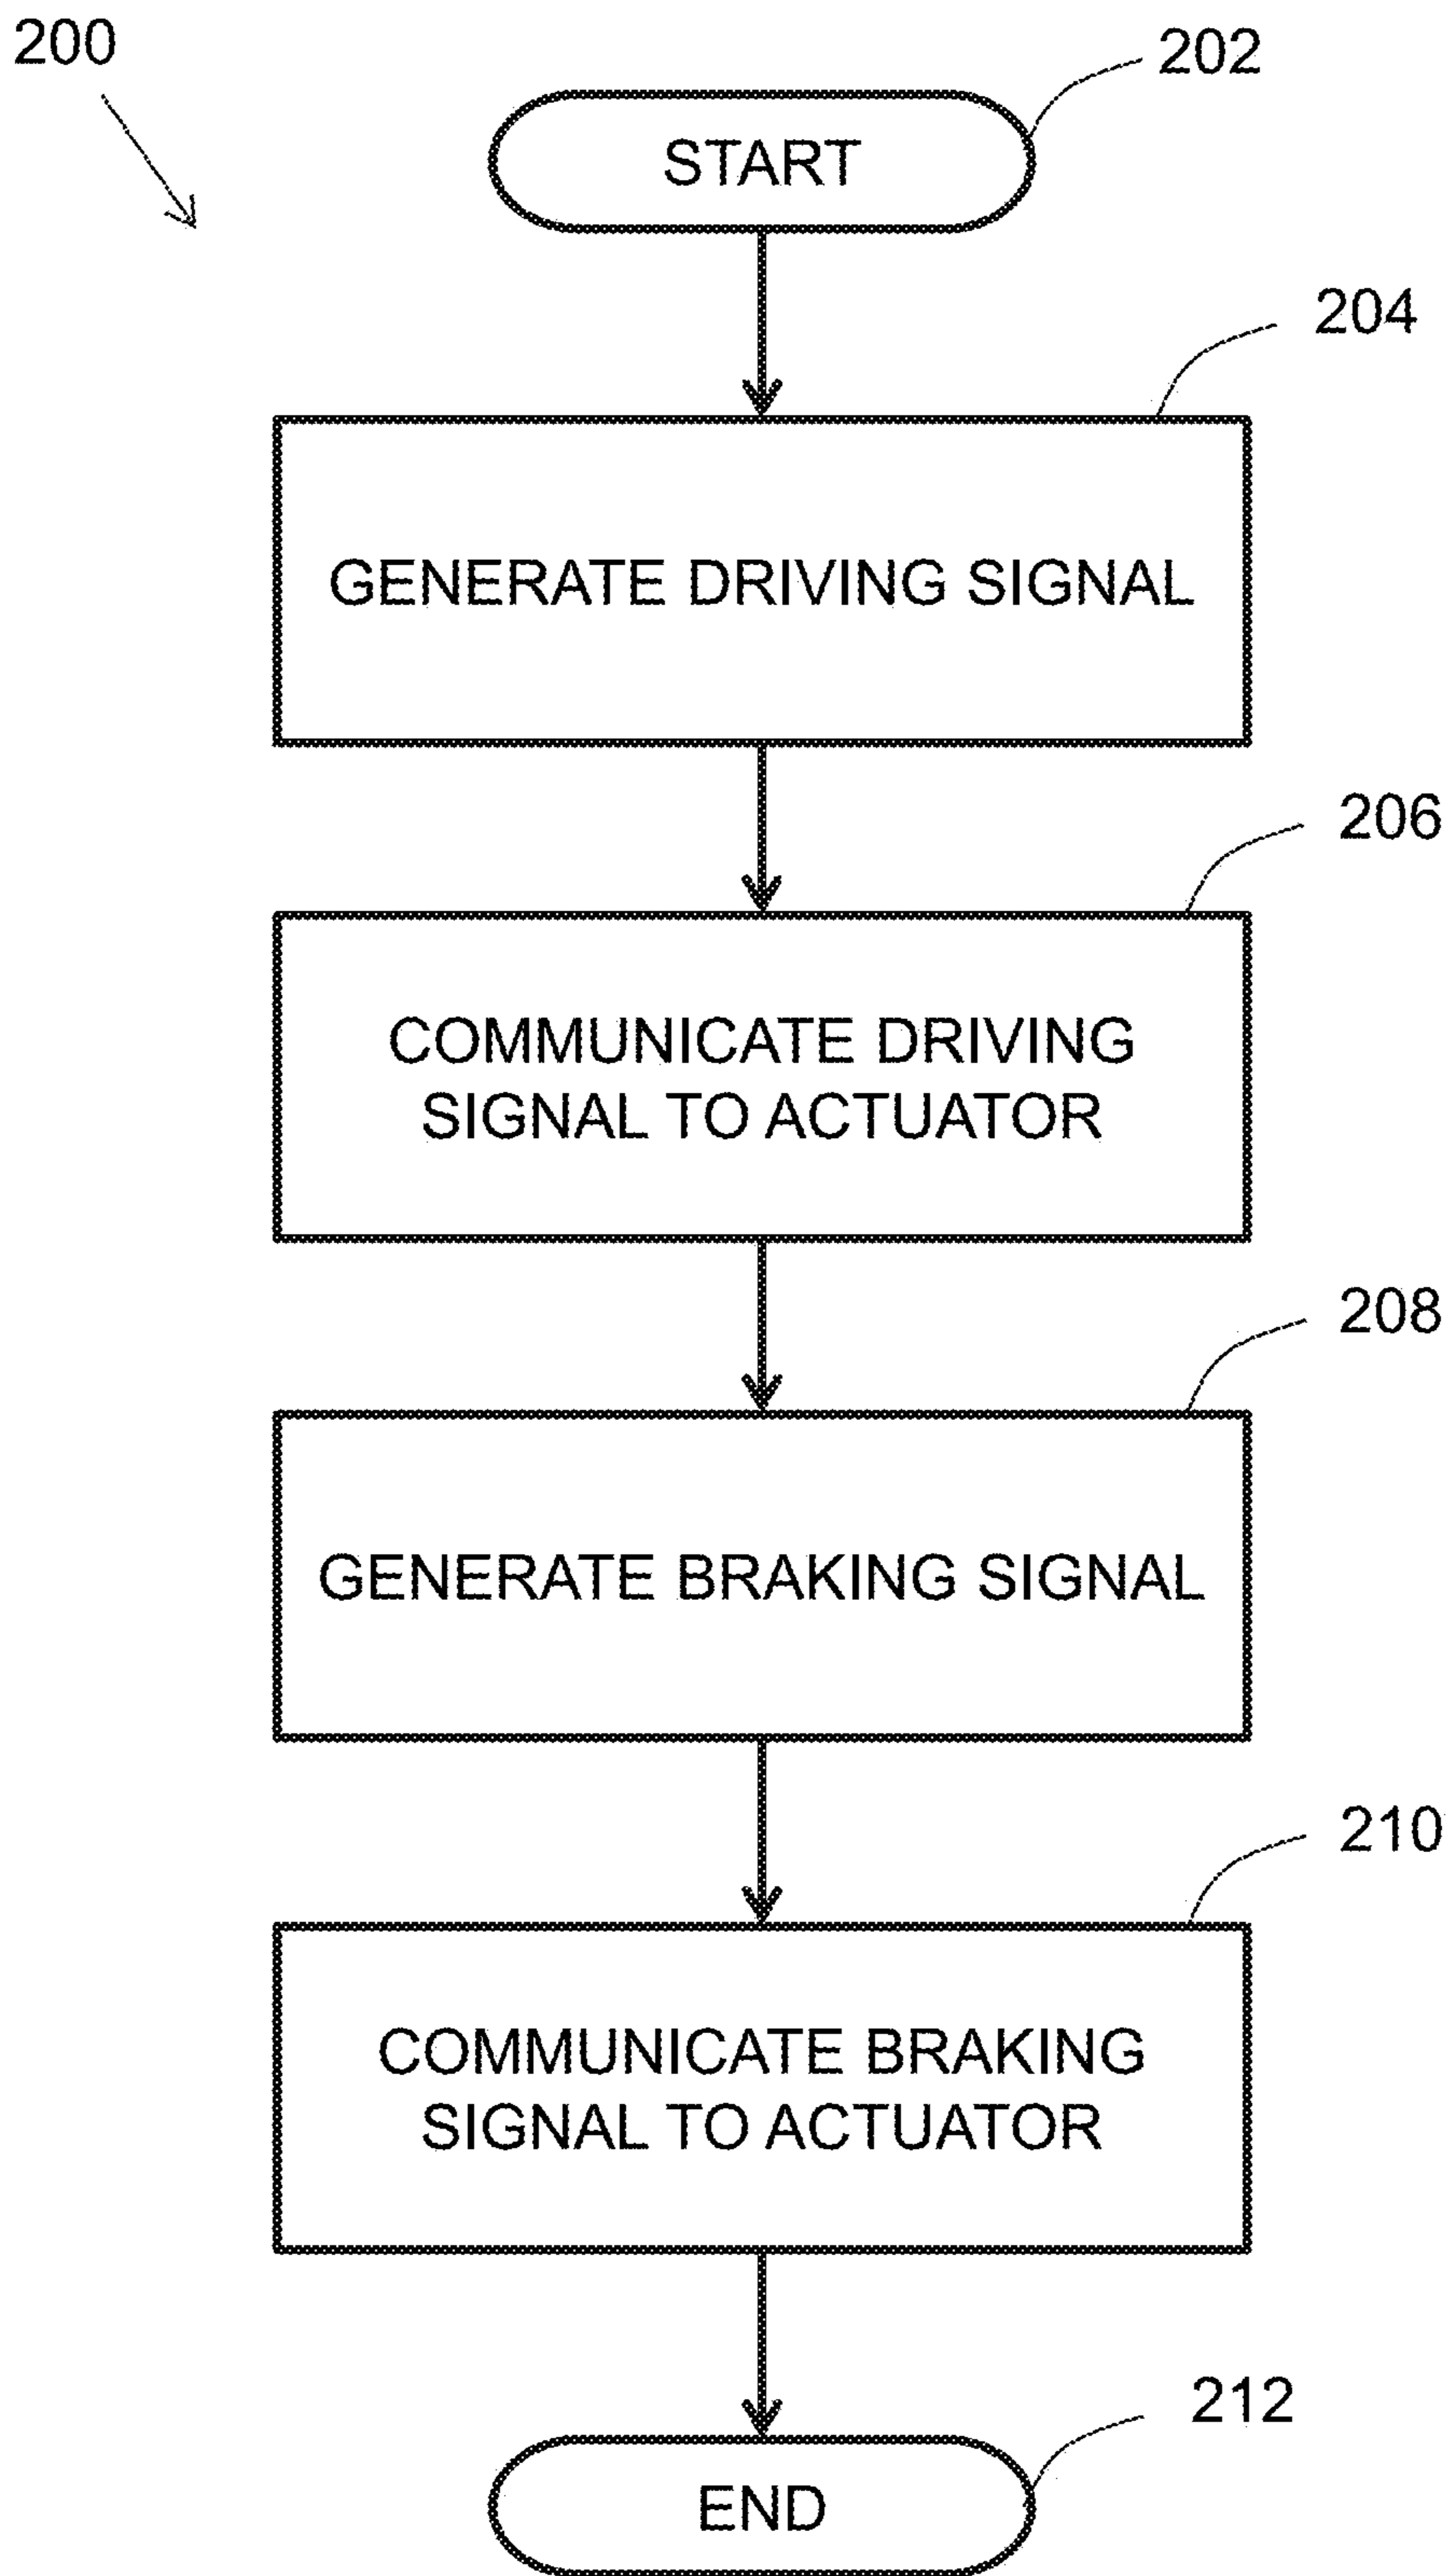 200
202
START
204
GENERATE DRIVING SIGNAL
206
COMMUNICATE DRIVING
SIGNAL TO ACTUATOR
208
GENERATE BRAKING SIGNAL
210
COMMUNICATE BRAKING
SIGNAL TO ACTUATOR
212
END